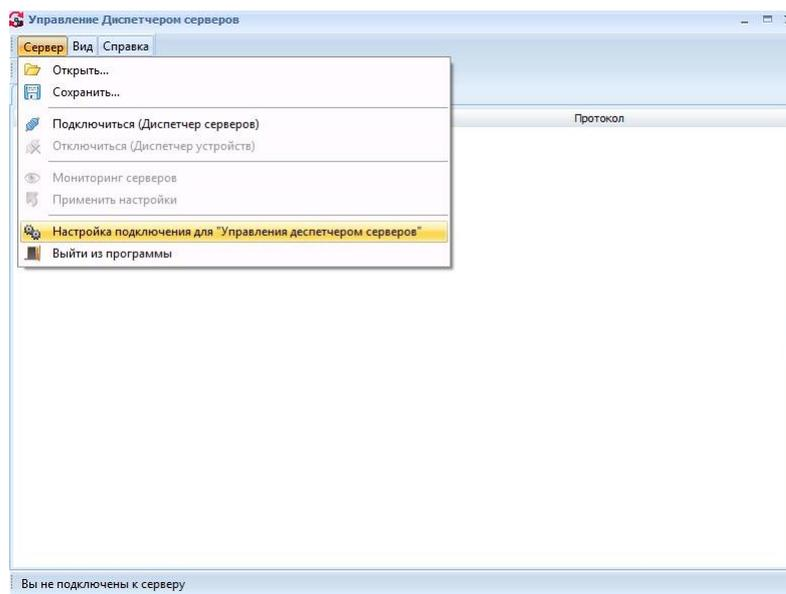 Управление Диспетчером серверов
Сервер Вид Справка
Открыть...
Сохранить...
Протокол
Подключиться (Диспетчер серверов)
Отключиться (Диспетчер устройств)
Мониторинг серверов
Применить настройки
Настройка подключения для "Управления деспетчером серверов"
Выйти из программы
Вы не подключены к серверу